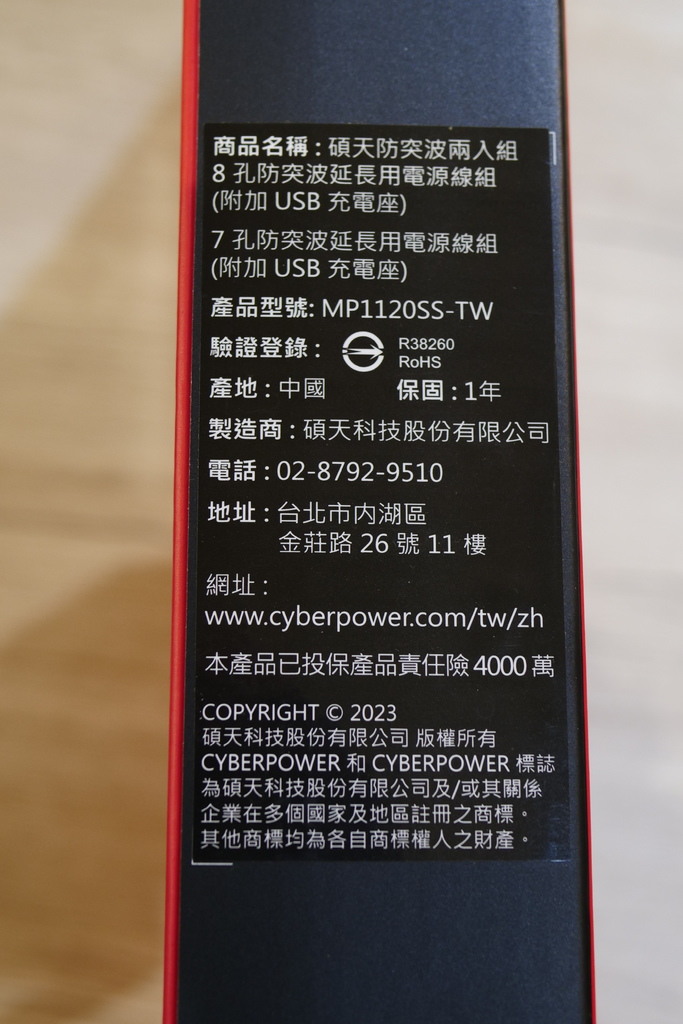 商品名稱：碩天防突波兩入組
8 孔防突波延長用電源線組
(附加 USB 充電座)
7 孔防突波延長用電源線組
(附加 USB 充電座)
產品型號: MP1120SS-TW
驗證登錄： R38260
RoHS
產地：中國 保固：1年
製造商：碩天科技股份有限公司
電話：02-8792-9510
地址：台北市內湖區
金莊路 26 號 11 樓
網址：
www.cyberpower.com/tw/zh
本產品已投保產品責任險 4000 萬
COPYRIGHT © 2023
碩天科技股份有限公司 版權所有
CYBERPOWER 和 CYBERPOWER 標誌
為碩天科技股份有限公司及/或其關係
企業在多個國家及地區註冊之商標。
其他商標均為各自商標權人之財產。